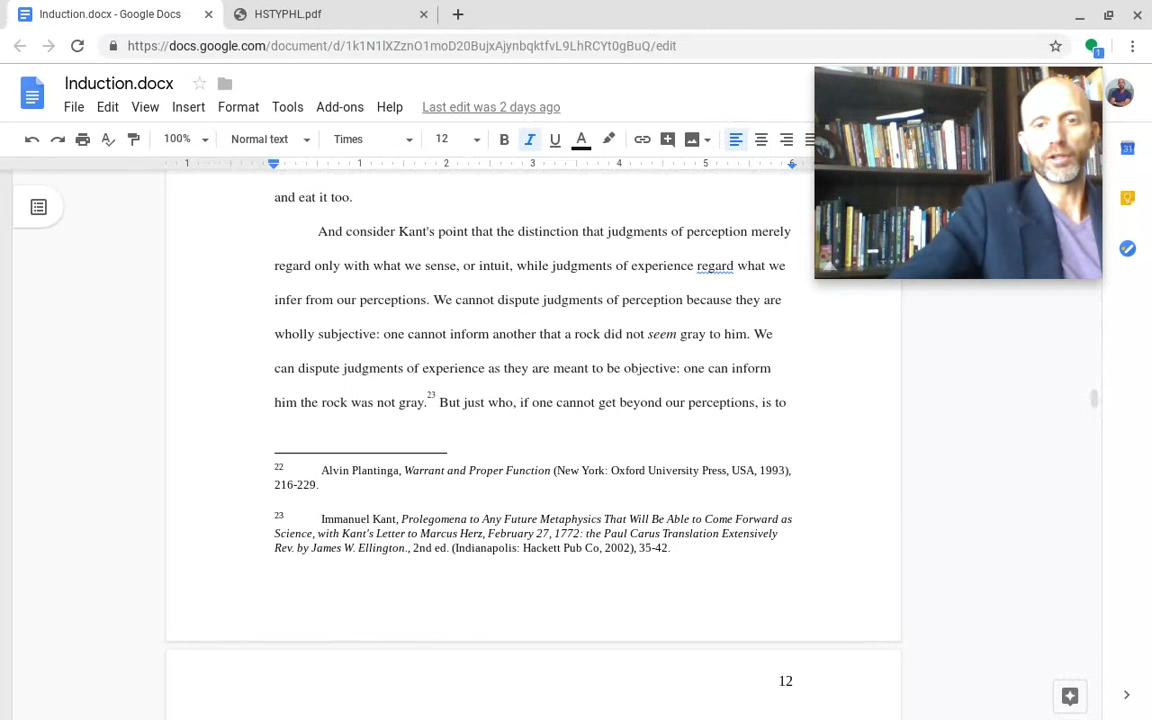 Induction.docx - Google Docs
HSTYPHL.pdf
https://docs.google.com/document/d/1k1N1lXZznO1moD20BujxAjynbqktfvL9LhRCYt0gBuQ/edit
1
Induction.docx
File Edit View Insert Format Tools Add-ons Help Last edit was 2 days ago
100% Normal text Times 12 B I U A
1 1 2 3 4 5 6
31
and eat it too.
And consider Kant's point that the distinction that judgments of perception merely
regard only with what we sense, or intuit, while judgments of experience regard what we
infer from our perceptions. We cannot dispute judgments of perception because they are
wholly subjective: one cannot inform another that a rock did not seem gray to him. We
can dispute judgments of experience as they are meant to be objective: one can inform
him the rock was not gray.23 But just who, if one cannot get beyond our perceptions, is to
22 Alvin Plantinga, Warrant and Proper Function (New York: Oxford University Press, USA, 1993),
216-229.
23 Immanuel Kant, Prolegomena to Any Future Metaphysics That Will Be Able to Come Forward as
Science, with Kant's Letter to Marcus Herz, February 27, 1772: the Paul Carus Translation Extensively
Rev. by James W. Ellington., 2nd ed. (Indianapolis: Hackett Pub Co, 2002), 35-42.
12